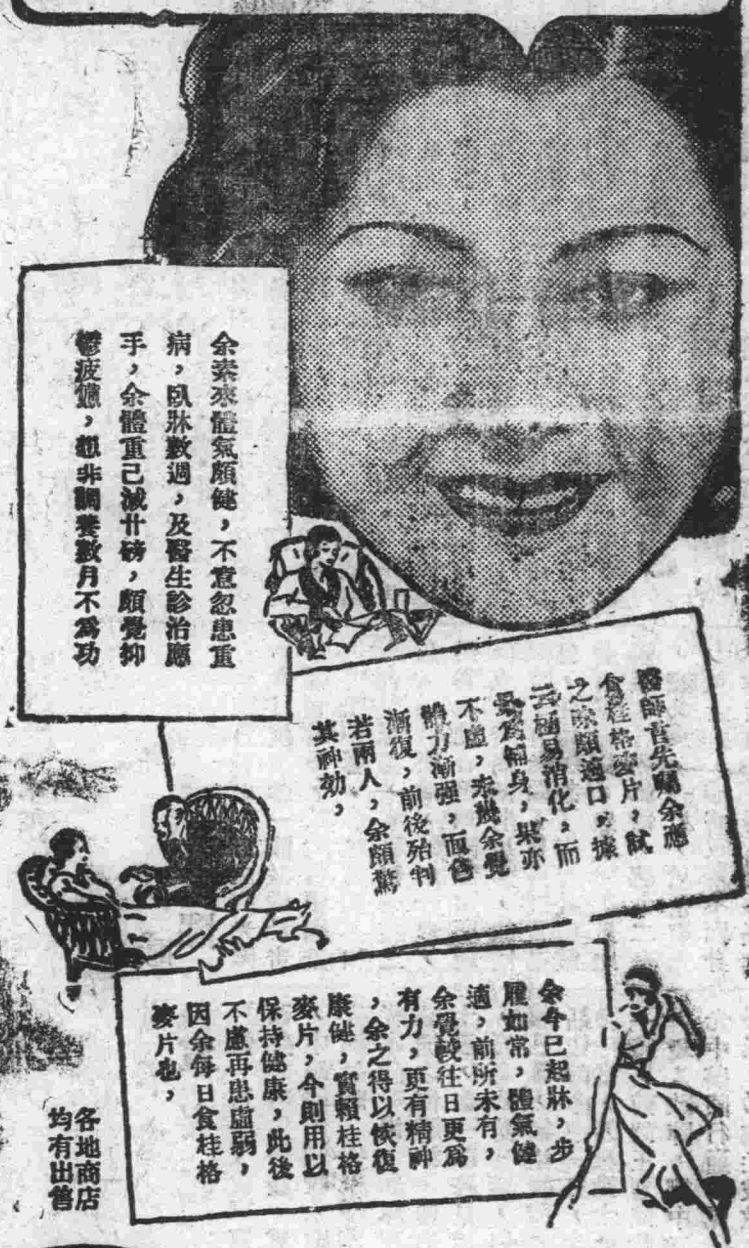 余素來體氣頗健，不意忽患重
病，臥牀數週，及醫生診治應
手，余體重已減廿磅，頗覺抑
鬱疲憊，想非調養數月不爲功
醫師首先囑余應
食桂格麥片，試
之味頗適口，據
云極易消化，而
最爲補身，果亦
不虛，未幾余覺
體力漸强，面色
漸復，前後殆判
若兩人，余頗驚
其神効，
余今已起牀，步
履如常，體氣健
適，前所未有，
余覺較往日更爲
有力，更有精神
，余之得以恢復
康健，實賴桂格
麥片，今則用以
保持健康，此後
不慮再患虛弱，
因余每日食桂格
麥片也，
各地商店
均有出售